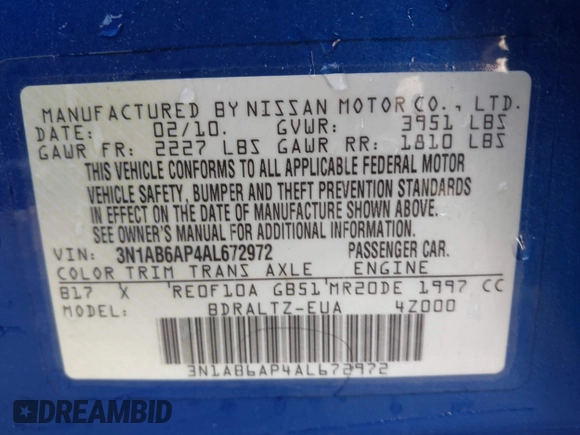 MANUFACTURED BY NISSAN MOTOR CO., LTD.
DATE: 02/10. GVWR: 3951 LBS
GAWR FR: 2227 LBS GAWR RR: 1810 LBS
THIS VEHICLE CONFORMS TO ALL APPLICABLE FEDERAL MOTOR
VEHICLE SAFETY, BUMPER AND THEFT PREVENTION STANDARDS
IN EFFECT ON THE DATE OF MANUFACTURE SHOWN ABOVE.
SEE OWNER'S MANUAL FOR ADDITIONAL INFORMATION.
VIN: 3N1AB6AP4AL672972 PASSENGER CAR.
COLOR TRIM TRANS AXLE ENGINE
B17 X 'RE0F10A GB51'MR20DE 1997 CC
MODEL: BDRALTZ-EUA 4Z000
3N1AB6AP4AL672972
DREAMBID